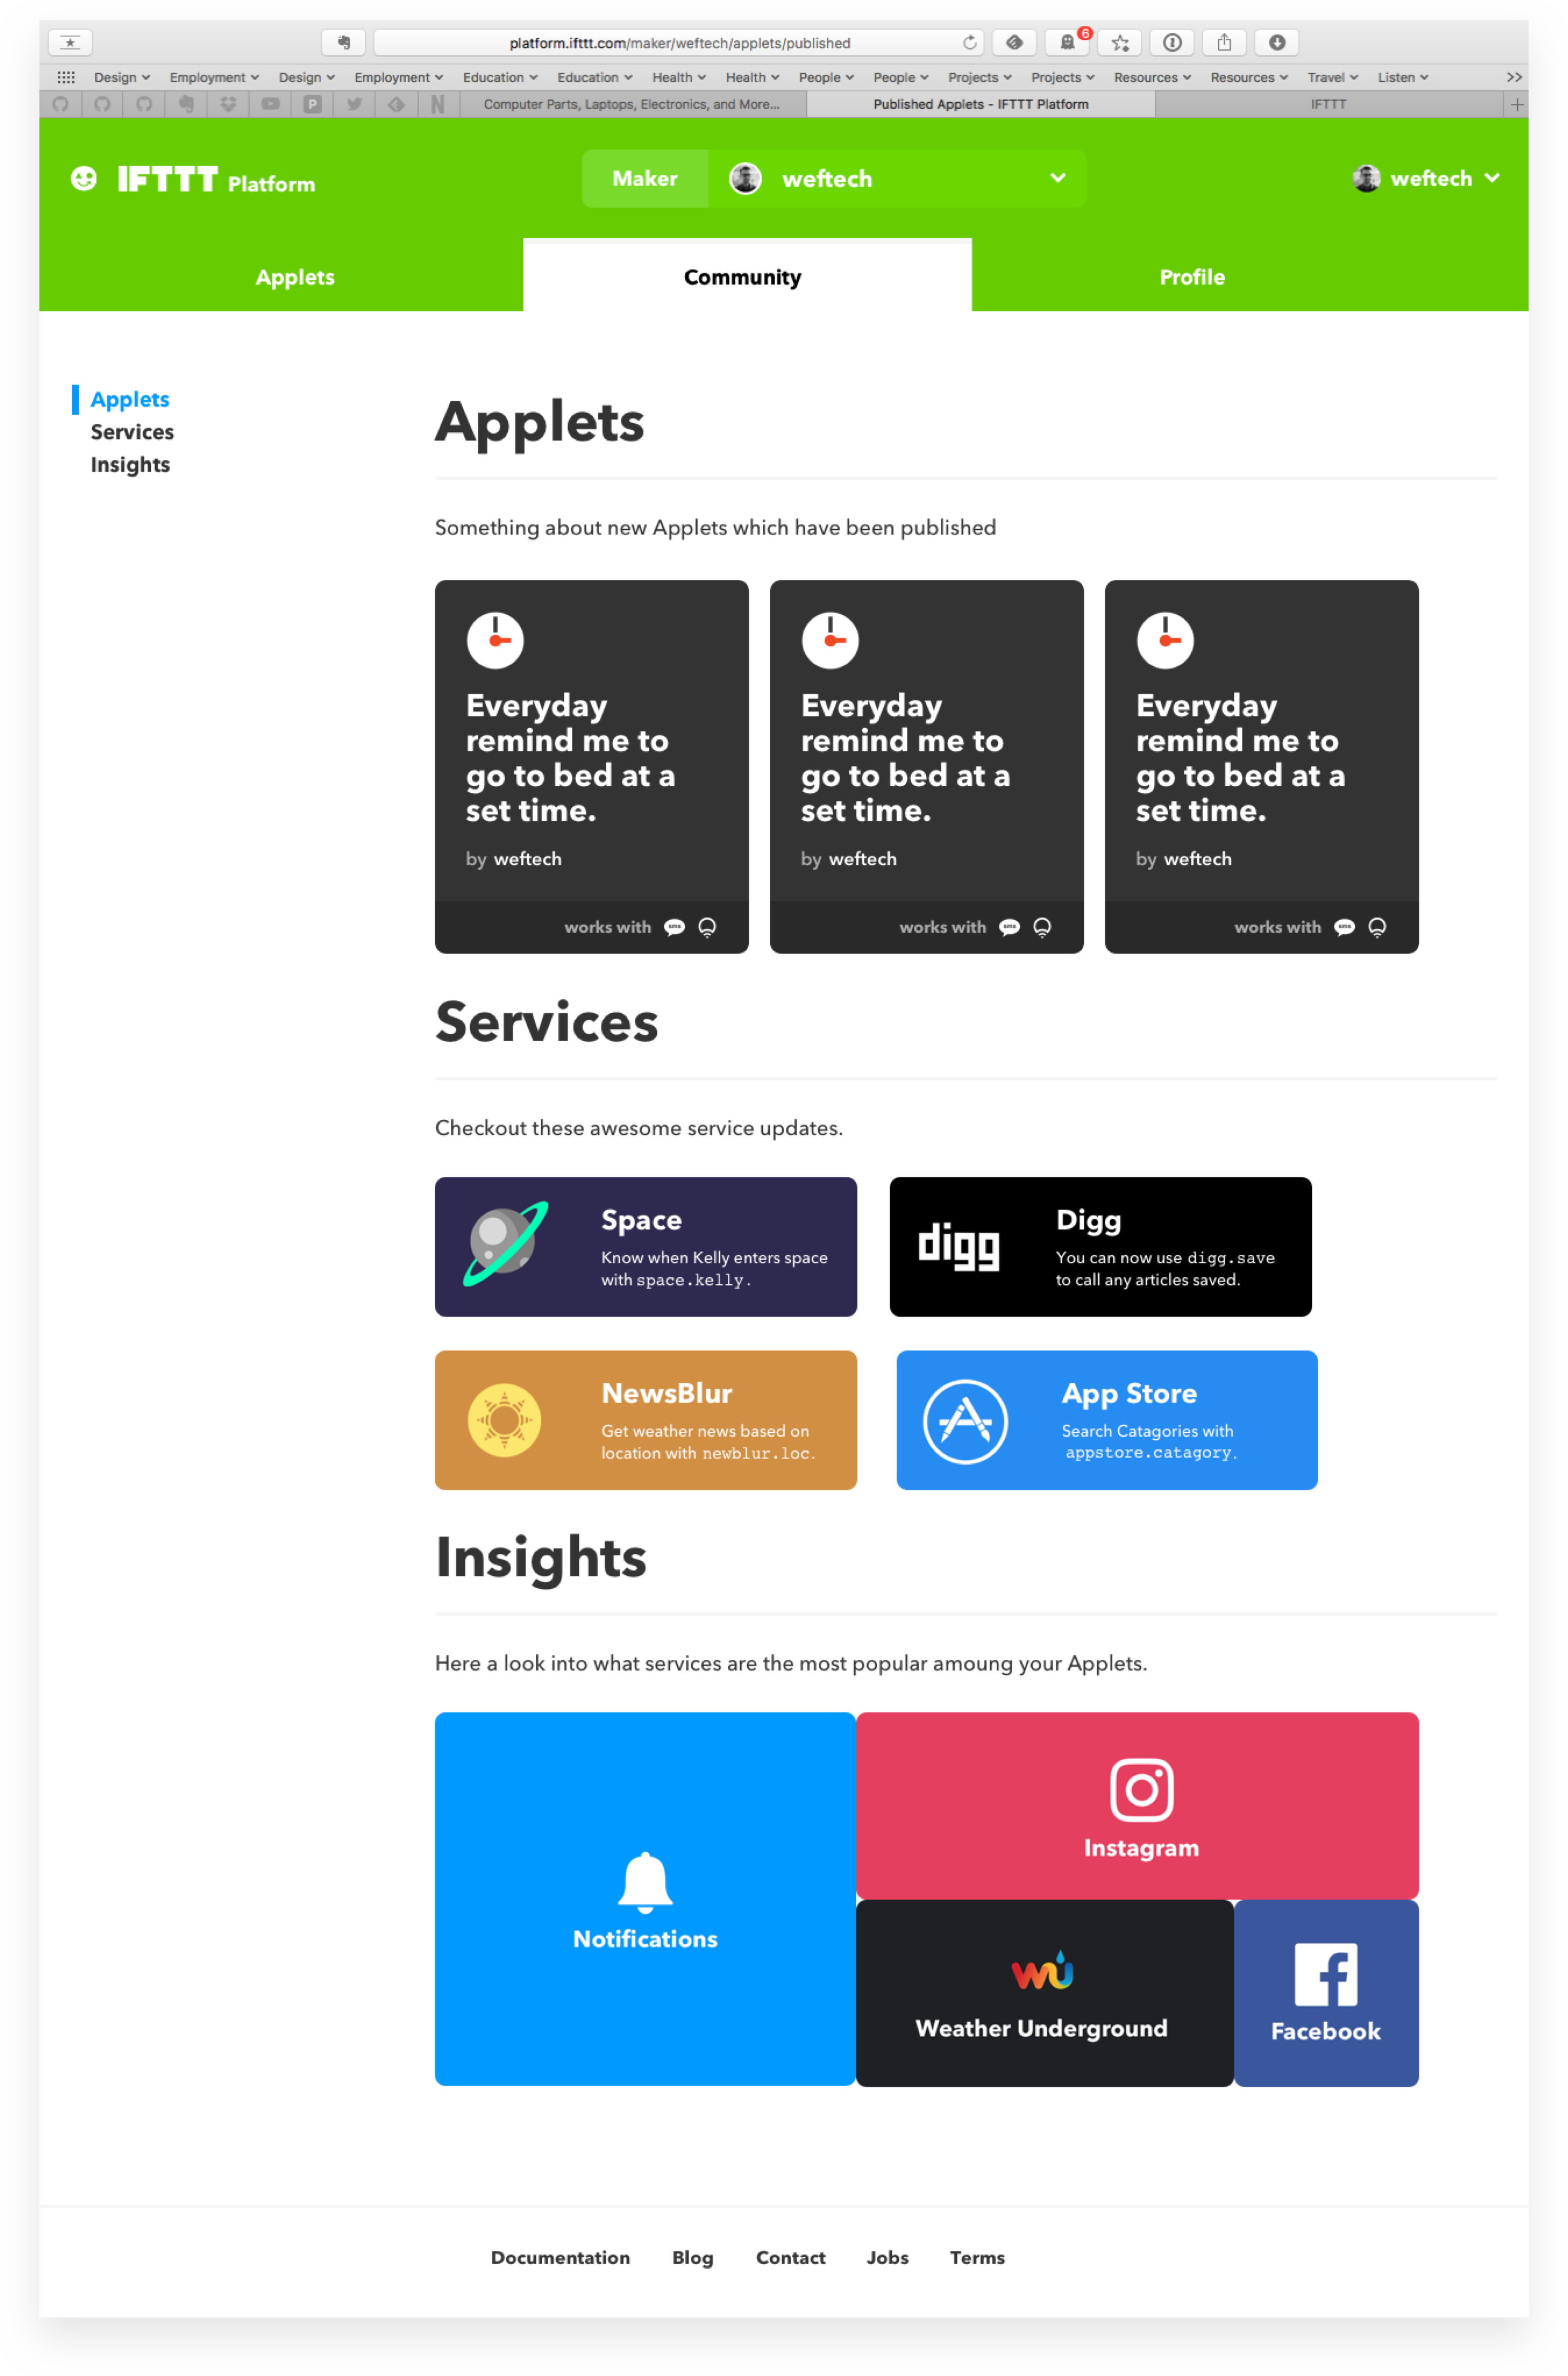 platform.ifttt.com/maker/weftech/applets/published
6
Design Employment Design Employment Education Education Health Health People People Projects Projects Resources Resources Travel Listen >>
P N Computer Parts, Laptops, Electronics, and More... Published Applets - IFTTT Platform IFTTT +
IFTTT Platform
Maker weftech
weftech
Applets Community Profile
Applets
Services
Insights
Applets
Something about new Applets which have been published
Everyday
remind me to
go to bed at a
set time.
by weftech
works with sms
Everyday
remind me to
go to bed at a
set time.
by weftech
works with sms
Everyday
remind me to
go to bed at a
set time.
by weftech
works with sms
Services
Checkout these awesome service updates.
Space
Know when Kelly enters space
with space.kelly.
digg
Digg
You can now use digg.save
to call any articles saved.
NewsBlur
Get weather news based on
location with newblur.loc.
App Store
Search Catagories with
appstore.catagory.
Insights
Here a look into what services are the most popular amoung your Applets.
Notifications
Instagram
wu
Weather Underground
f
Facebook
Documentation Blog Contact Jobs Terms